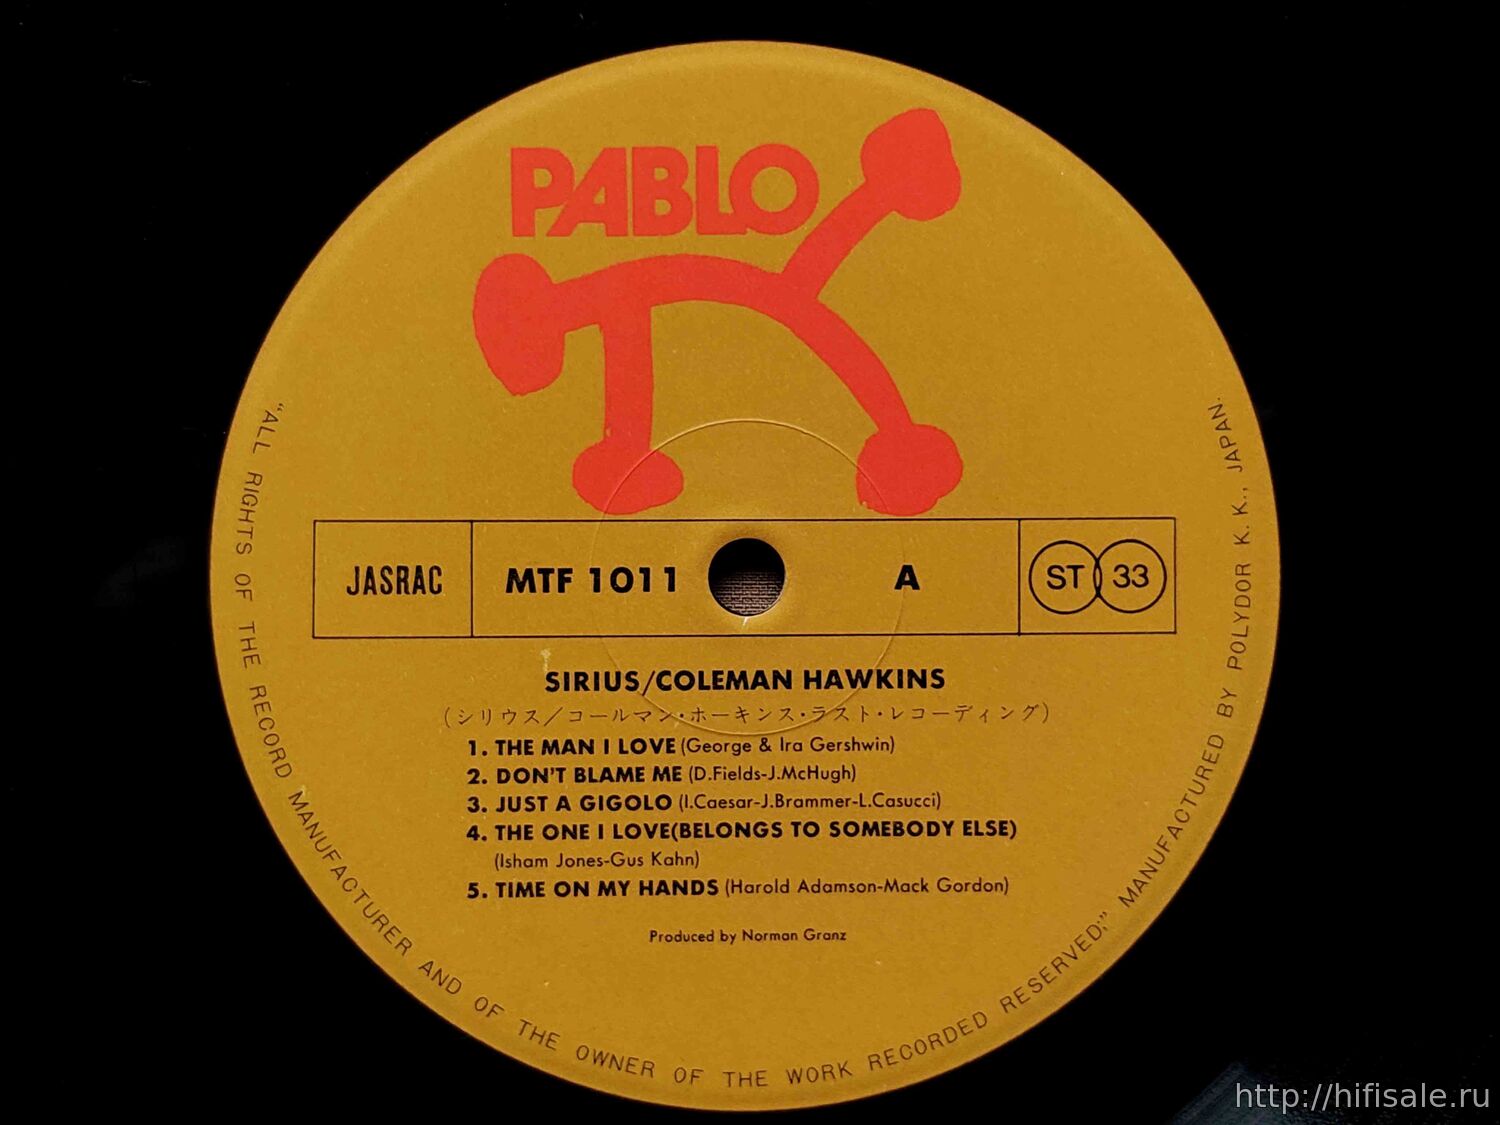 PABLO
JASRAC
MTF 1011
A
ST 33
SIRIUS/COLEMAN HAWKINS
(シリウス/コールマン・ホーキンス・ラスト・レコーディング)
1. THE MAN I LOVE (George & Ira Gershwin)
2. DON'T BLAME ME (D.Fields-J.McHugh)
3. JUST A GIGOLO (I.Caesar-J.Brammer-L.Casucci)
4. THE ONE I LOVE(BELONGS TO SOMEBODY ELSE)
(Isham Jones-Gus Kahn)
5. TIME ON MY HANDS (Harold Adamson-Mack Gordon)
Produced by Norman Granz
"ALL RIGHTS OF THE RECORD MANUFACTURER AND OF THE OWNER OF THE WORK RECORDED RESERVED;" MANUFACTURED BY POLYDOR K. K., JAPAN.
http://hifisale.ru